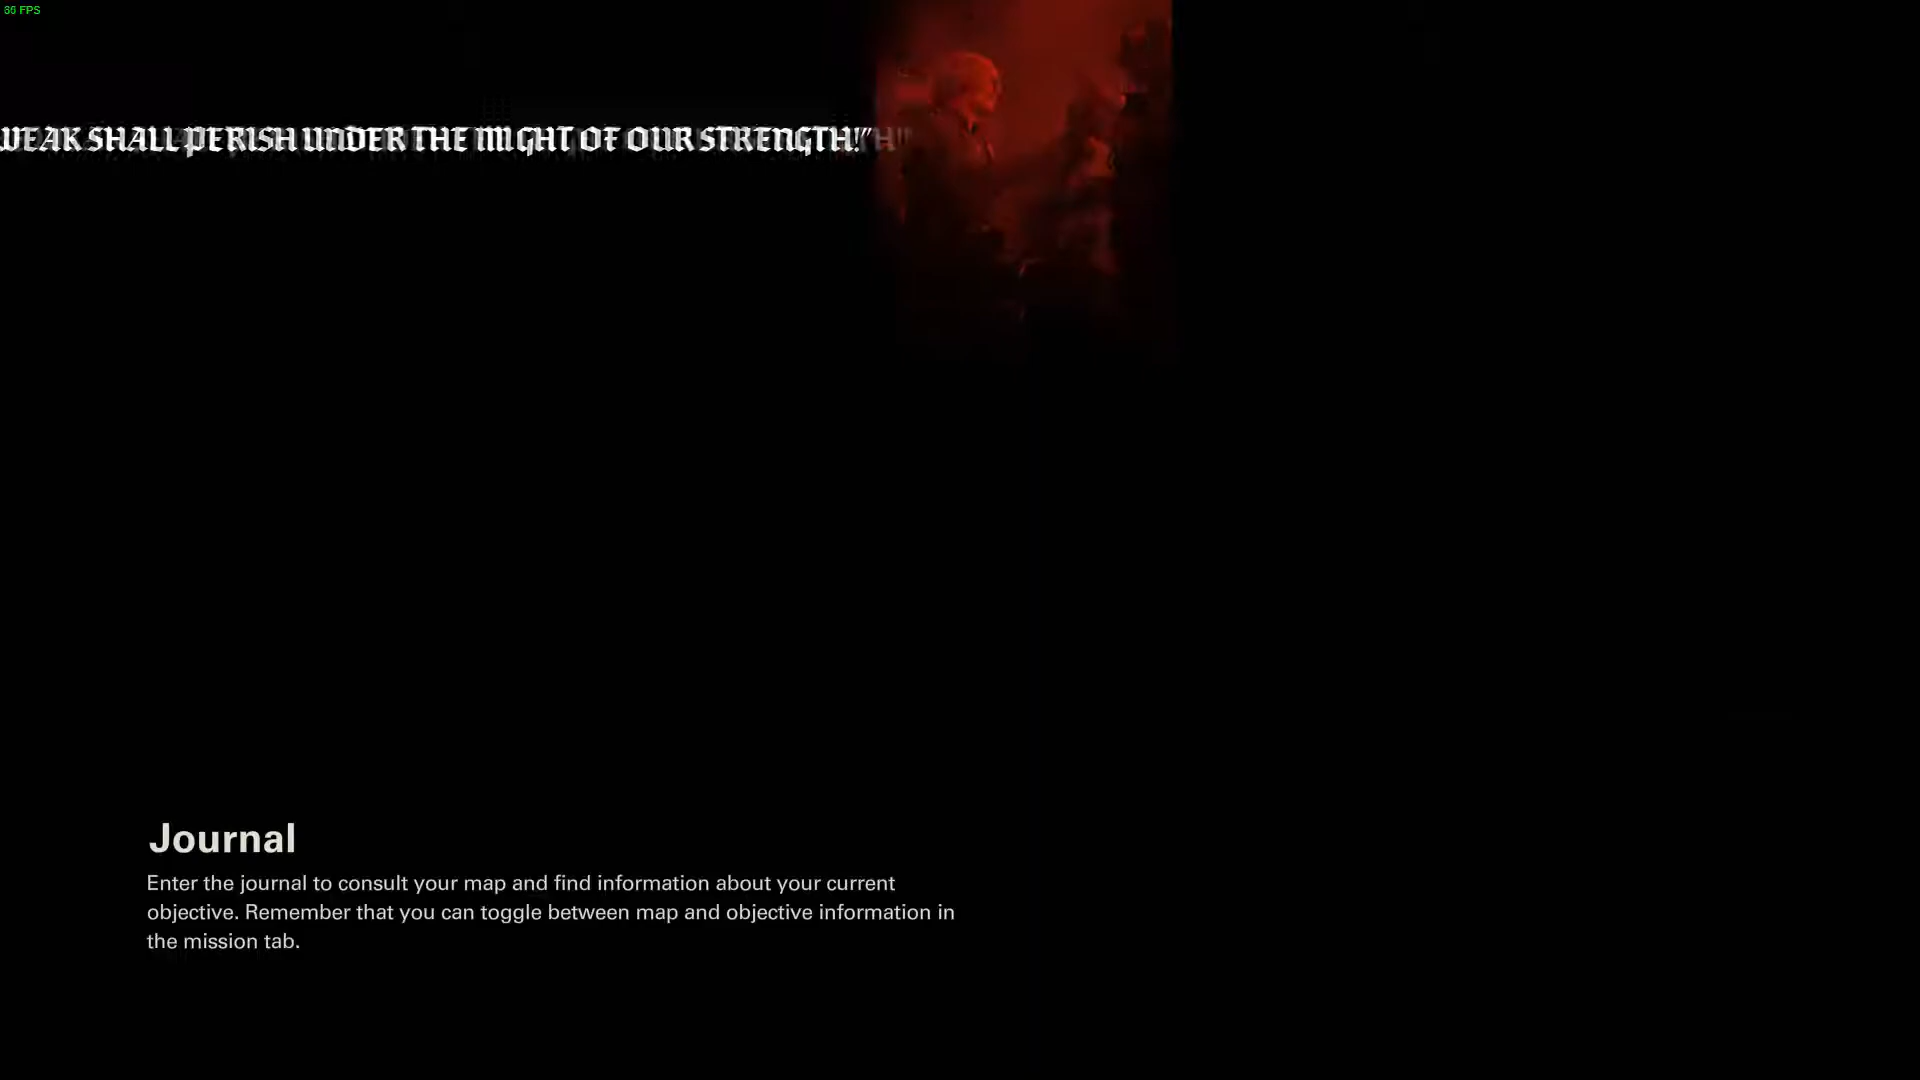 86 FPS
WEAK SHALL PERISH UNDER THE MIGHT OF OUR STRENGTH!"
Journal
Enter the journal to consult your map and find information about your current
objective. Remember that you can toggle between map and objective information in
the mission tab.